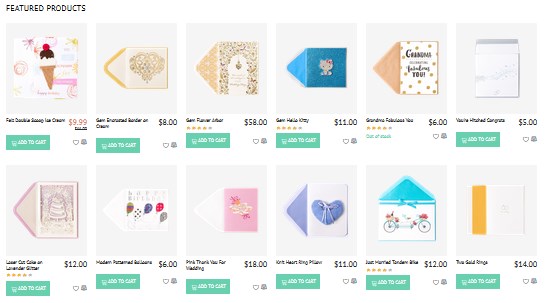 FEATURED PRODUCTS
GRANDMA
Fabulous
YOU!
Felt Double Scoop Ice Cream $9.99
Gem Encrusted Border on
Cream
$8.00
Gem Flower Arbor $58.00
Gem Hello Kitty $11.00
Grandma Fabulous You $6.00
Out of stock
You're Hitched Congrats $5.00
ADD TO CART
ADD TO CART
ADD TO CART
ADD TO CART
ADD TO CART
HAPPY
Laser Cut Cake on
Lavender Glitter
$12.00
Modern Patterned Balloons $6.00
Pink Thank You For
Wedding
$18.00
Knit Heart Ring Pillow $11.00
Just Married Tandem Bike $12.00
Two Gold Rings $14.00
ADD TO CART
ADD TO CART
ADD TO CART
ADD TO CART
ADD TO CART
ADD TO CART